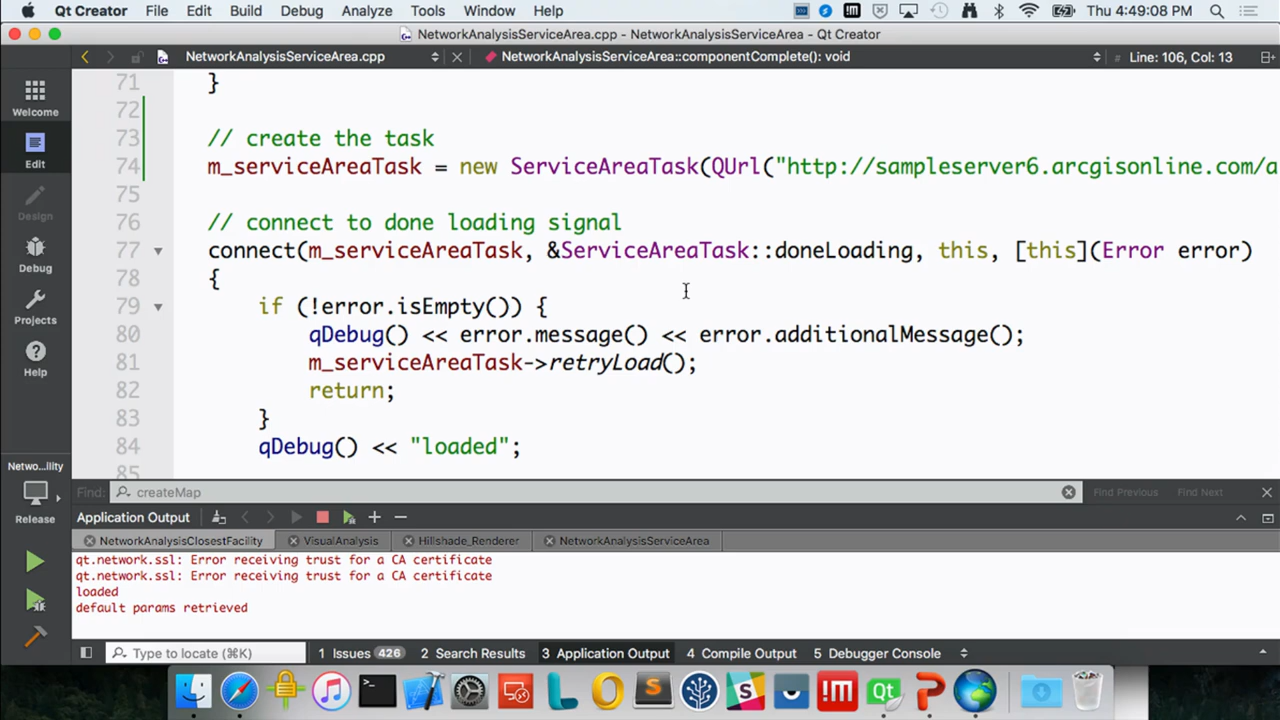 Qt Creator File Edit Build Debug Analyze Tools Window Help Thu 4:49:08 PM
NetworkAnalysisServiceArea.cpp - NetworkAnalysisServiceArea - Qt Creator
NetworkAnalysisServiceArea.cpp NetworkAnalysisServiceArea::componentComplete(): void # Line: 106, Col: 13
Welcome
Edit
Design
Debug
Projects
Help
Netwo...ility
Release
71 }
72
73 // create the task
74 m_serviceAreaTask = new ServiceAreaTask(QUrl("http://sampleserver6.arcgisonline.com/a
75
76 // connect to done loading signal
77 connect(m_serviceAreaTask, &ServiceAreaTask::doneLoading, this, [this](Error error)
78 {
79 if (!error.isEmpty()) {
80 qDebug() << error.message() << error.additionalMessage();
81 m_serviceAreaTask->retryLoad();
82 return;
83 }
84 qDebug() << "loaded";
85
Find: createMap Find Previous Find Next
Application Output
NetworkAnalysisClosestFacility VisualAnalysis Hillshade_Renderer NetworkAnalysisServiceArea
qt.network.ssl: Error receiving trust for a CA certificate
qt.network.ssl: Error receiving trust for a CA certificate
loaded
default params retrieved
Type to locate (⌘K) 1 Issues 426 2 Search Results 3 Application Output 4 Compile Output 5 Debugger Console